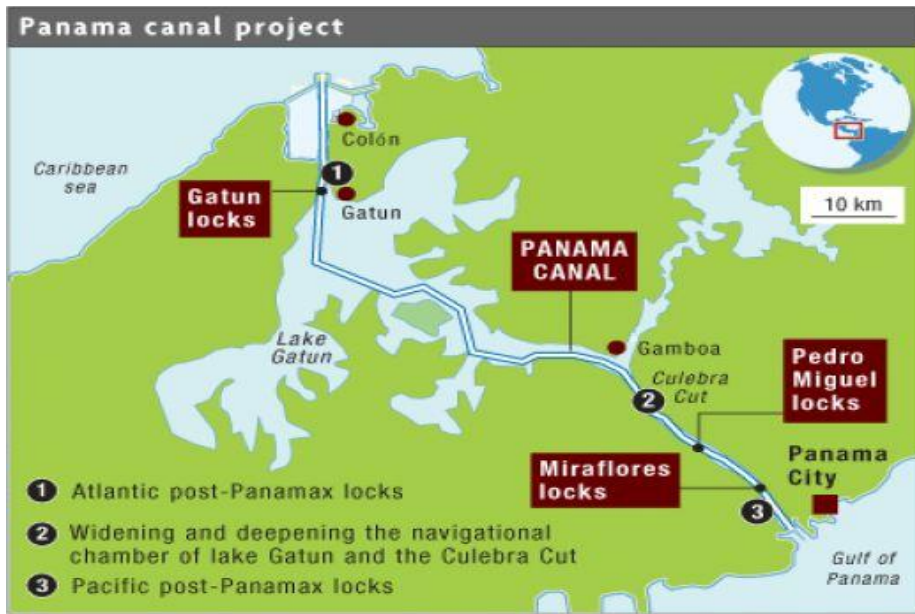 Panama canal project
Colón
Caribbean
sea
1
Gatun
locks
Gatun
10 km
PANAMA
CANAL
Lake
Gatun
Gamboa
Culebra
Cut
2
Pedro
Miguel
locks
Miraflores
locks
Panama
City
3
Gulf of
Panama
1 Atlantic post-Panamax locks
2 Widening and deepening the navigational
chamber of lake Gatun and the Culebra Cut
3 Pacific post-Panamax locks